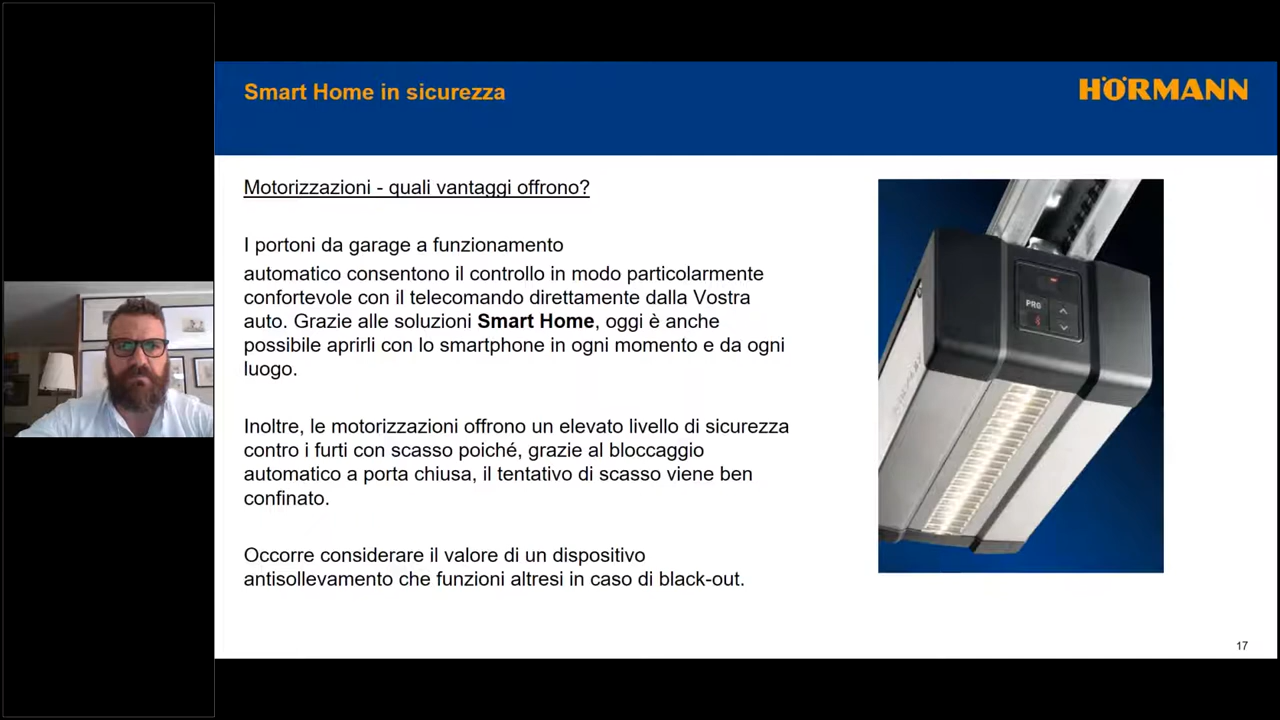 Smart Home in sicurezza
HÖRMANN
Motorizzazioni - quali vantaggi offrono?
I portoni da garage a funzionamento
automatico consentono il controllo in modo particolarmente
confortevole con il telecomando direttamente dalla Vostra
auto. Grazie alle soluzioni Smart Home, oggi è anche
possibile aprirli con lo smartphone in ogni momento e da ogni
luogo.
Inoltre, le motorizzazioni offrono un elevato livello di sicurezza
contro i furti con scasso poiché, grazie al bloccaggio
automatico a porta chiusa, il tentativo di scasso viene ben
confinato.
Occorre considerare il valore di un dispositivo
antisollevamento che funzioni altresi in caso di black-out.
PRG
17